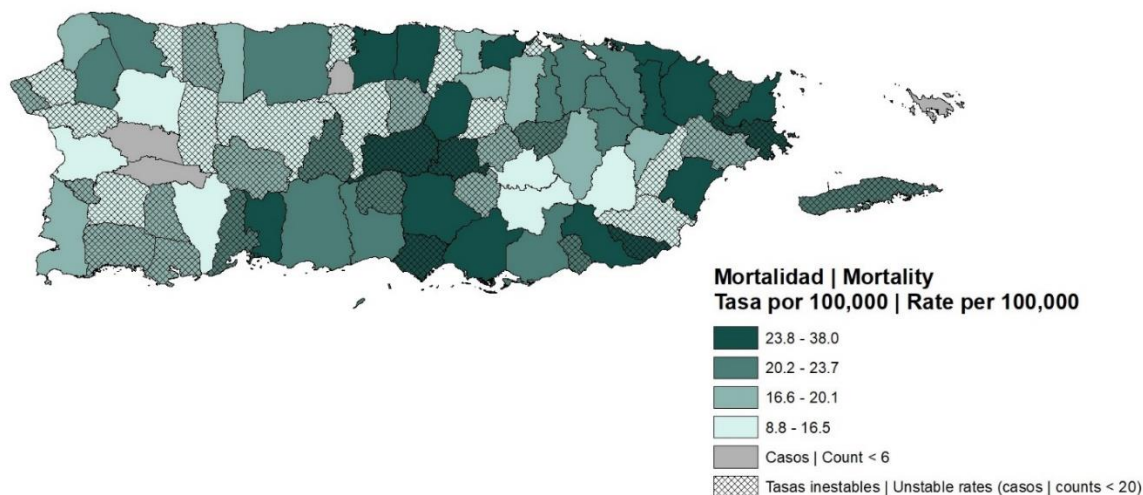 Mortalidad | Mortality
Tasa por 100,000 | Rate per 100,000
23.8 - 38.0
20.2 - 23.7
16.6 - 20.1
8.8 - 16.5
Casos | Count < 6
Tasas inestables | Unstable rates (casos | counts < 20)